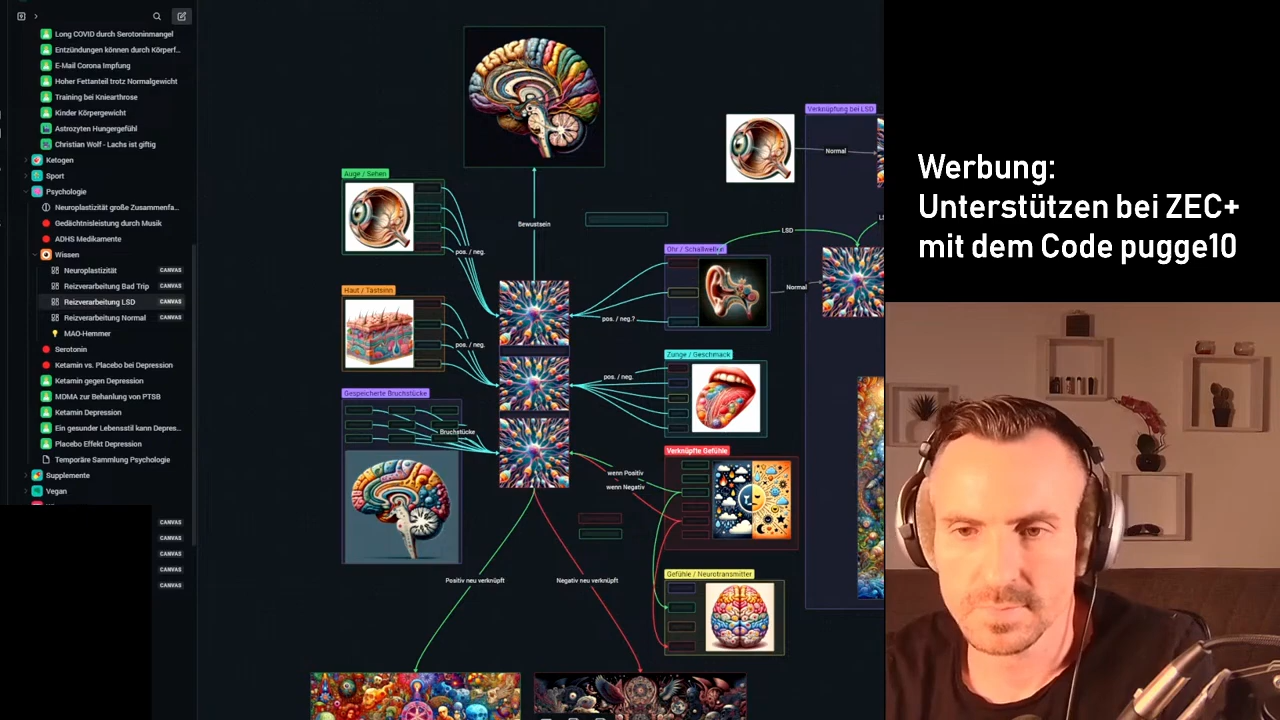 Long COVID durch Serotoninmangel
Entzündungen können durch Körperf...
E-Mail Corona Impfung
Hoher Fettanteil trotz Normalgewicht
Training bei Kniearthrose
Kinder Körpergewicht
Astrozyten Hungergefühl
Christian Wolf - Lachs ist giftig
Ketogen
Sport
Psychologie
Neuroplastizität große Zusammenfa...
Gedächtnisleistung durch Musik
ADHS Medikamente
Wissen
Neuroplastizität CANVAS
Reizverarbeitung Bad Trip CANVAS
Reizverarbeitung LSD CANVAS
Reizverarbeitung Normal CANVAS
MAO-Hemmer
Serotonin
Ketamin vs. Placebo bei Depression
Ketamin gegen Depression
MDMA zur Behanlung von PTSB
Ketamin Depression
Ein gesunder Lebensstil kann Depres...
Placebo Effekt Depression
Temporäre Sammlung Psychologie
Supplemente
Vegan
CANVAS
CANVAS
CANVAS
CANVAS
CANVAS
Auge / Sehen
pos. / neg.
Haut / Tastsinn
pos. / neg.
Gespeicherte Bruchstücke
Bruchstücke
Bewustsein
Ohr / Schallwellen
pos. / neg.?
Zunge / Geschmack
pos. / neg.
Verknüpfte Gefühle
wenn Positiv
wenn Negativ
Gefühle / Neurotransmitter
Positiv neu verknüpft
Negativ neu verknüpft
Verknüpfung bei LSD
Normal
LSD
Normal
Werbung:
Unterstützen bei ZEC+
mit dem Code pugge10